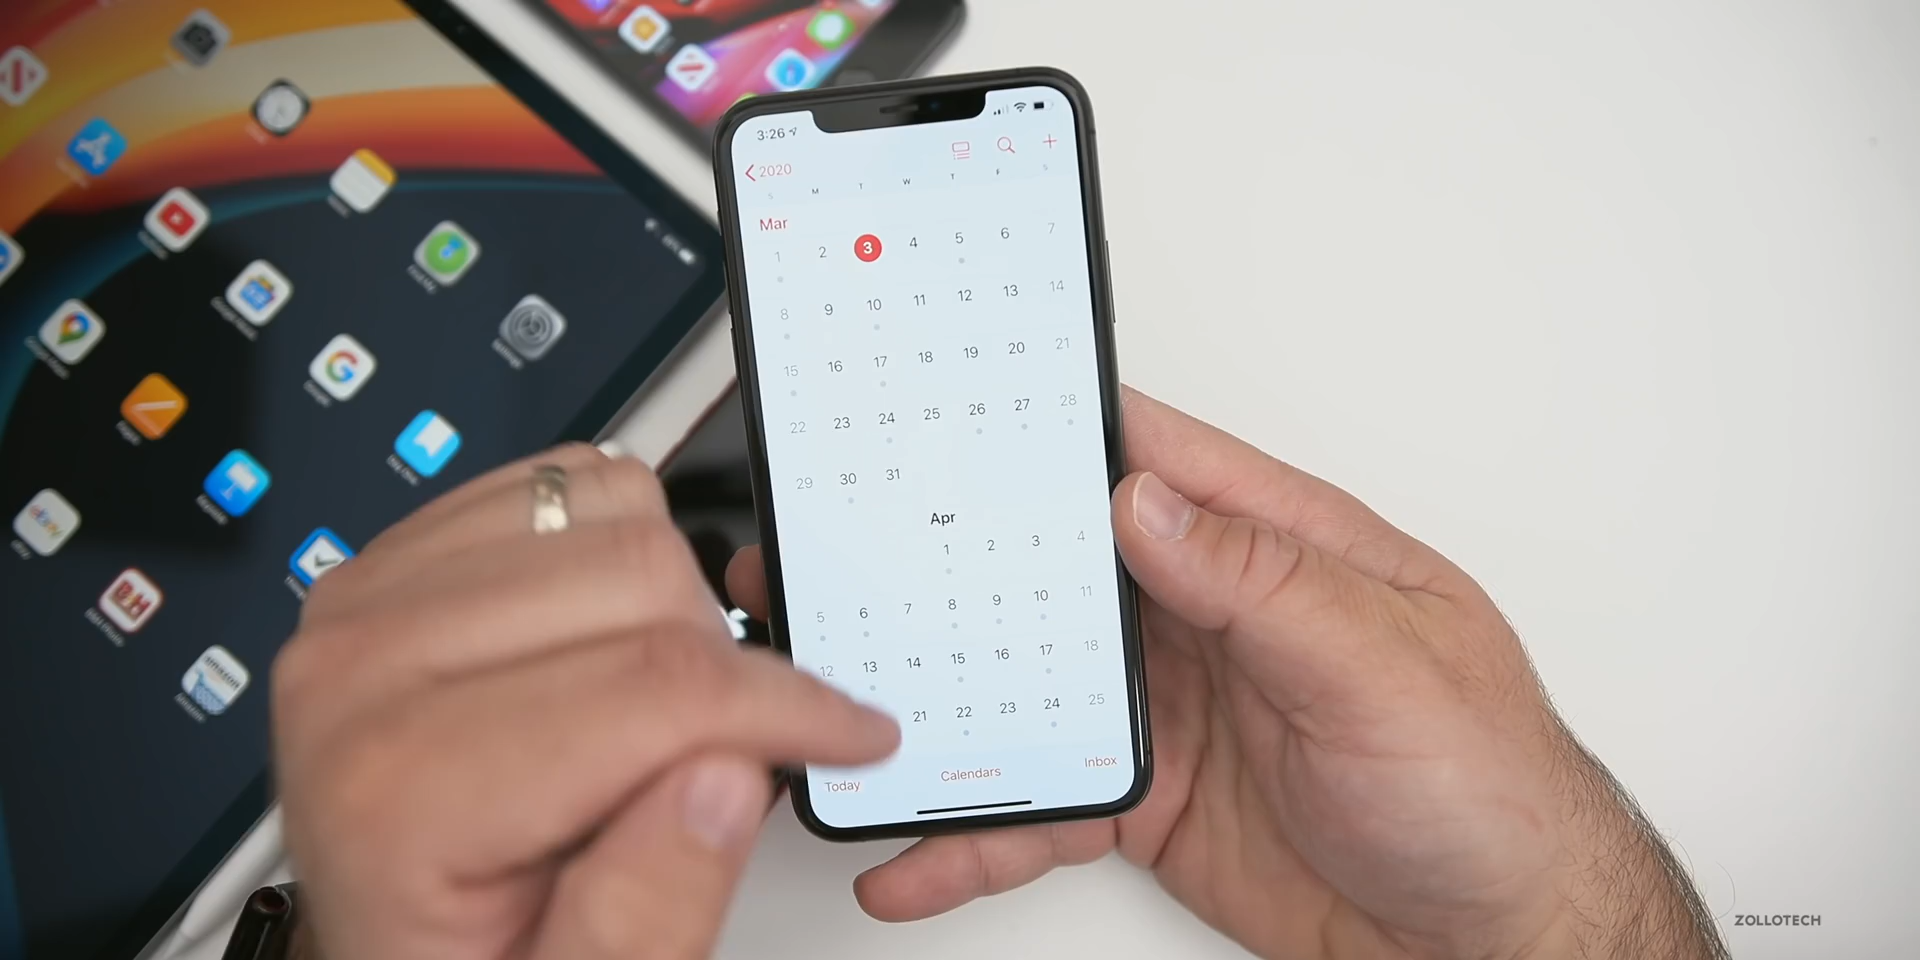 3:26
2020
S M T W T F S
Mar
1 2 3 4 5 6 7
8 9 10 11 12 13 14
15 16 17 18 19 20 21
22 23 24 25 26 27 28
29 30 31
Apr
1 2 3 4
5 6 7 8 9 10 11
12 13 14 15 16 17 18
21 22 23 24 25
Today Calendars Inbox
amazon
ebay
ZOLLOTECH